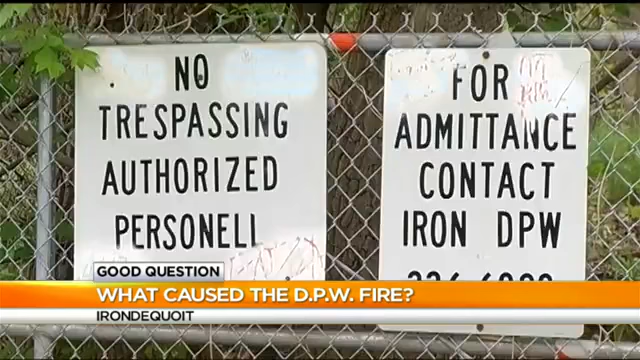 NO
TRESPASSING
AUTHORIZED
PERSONELL
FOR
ADMITTANCE
CONTACT
IRON DPW
GOOD QUESTION
WHAT CAUSED THE D.P.W. FIRE?
IRONDEQUOIT